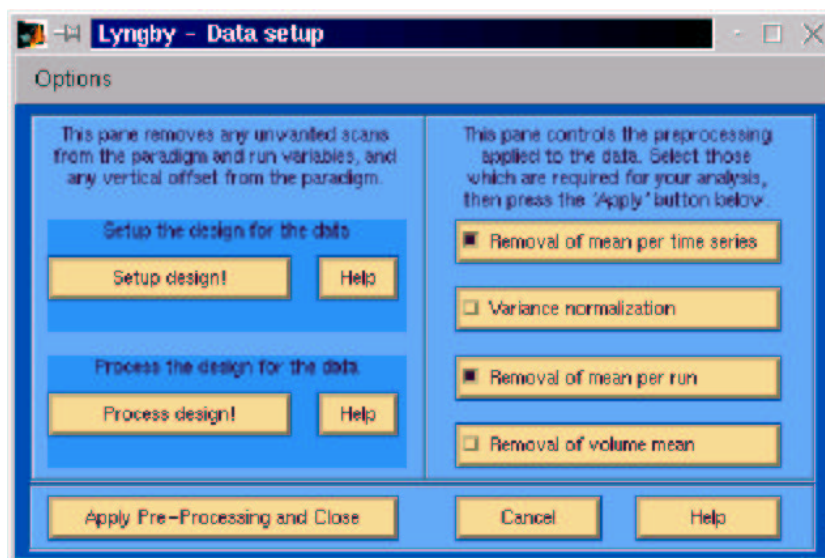 Lyngby - Data setup
Options
This pane removes any unwanted scans
from the paradigm and run variables, and
any vertical offset from the paradigm.
Setup the design for the data
Setup design!
Help
Process the design for the data
Process design!
Help
This pane controls the preprocessing
applied to the data. Select those
which are required for your analysis,
then press the 'Apply' button below.
Removal of mean per time series
Variance normalization
Removal of mean per run
Removal of volume mean
Apply Pre-Processing and Close
Cancel
Help